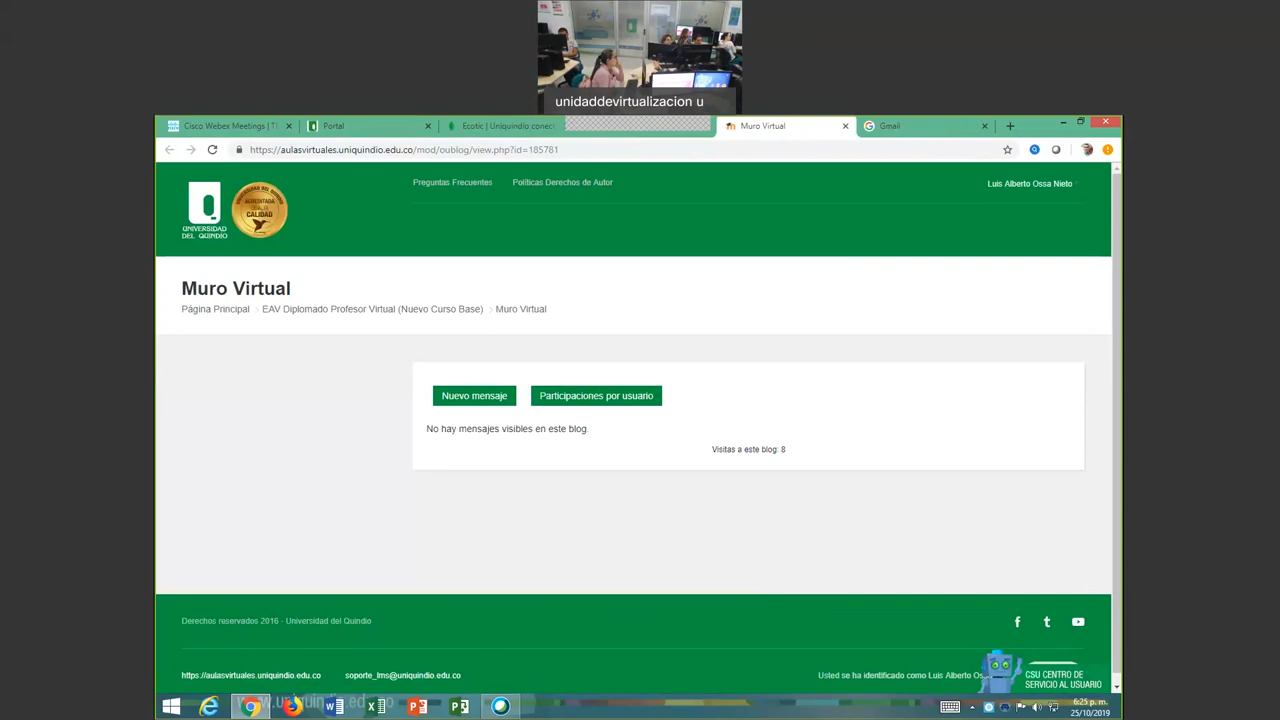 unidaddevirtualizacion u
Cisco Webex Meetings | Tl
Portal
Ecotic | Uniquindío conec
Muro Virtual
Gmail
https://aulasvirtuales.uniquindio.edu.co/mod/oublog/view.php?id=185781
Preguntas Frecuentes
Políticas Derechos de Autor
Luis Alberto Ossa Nieto
UNIVERSIDAD
DEL QUINDÍO
ACREDITADA
CALIDAD
Muro Virtual
Página Principal
EAV Diplomado Profesor Virtual (Nuevo Curso Base)
Muro Virtual
Nuevo mensaje
Participaciones por usuario
No hay mensajes visibles en este blog.
Visitas a este blog: 8
Derechos reservados 2016 - Universidad del Quindío
https://aulasvirtuales.uniquindio.edu.co
soporte_lms@uniquindio.edu.co
Usted se ha identificado como Luis Alberto
CSU CENTRO DE
SERVICIO AL USUARIO
6:25 p.m.
25/10/2019